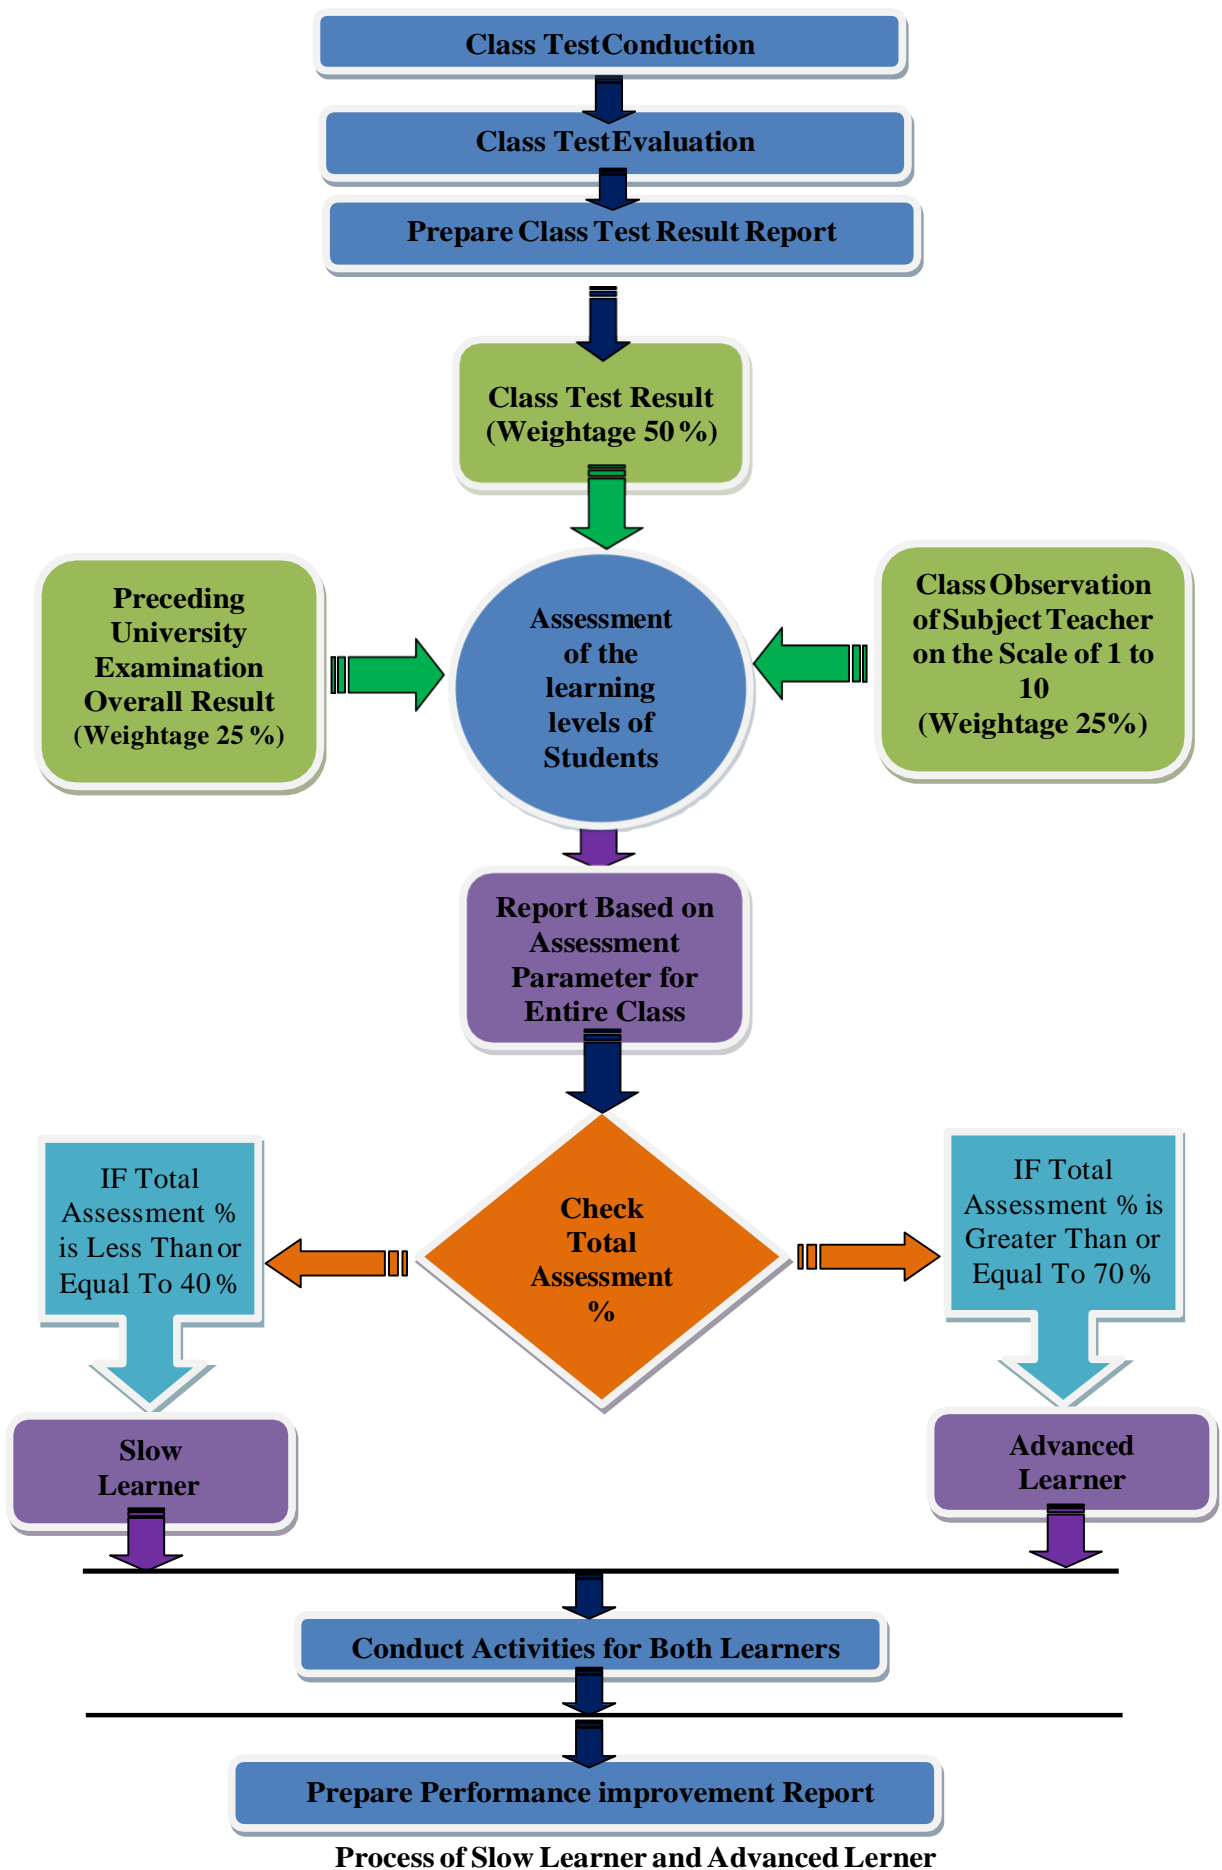 Class Test Conduction
Class Test Evaluation
Prepare Class Test Result Report
Class Test Result
(Weightage 50 %)
Preceding
University
Examination
Overall Result
(Weightage 25 %)
Assessment
of the
learning
levels of
Students
Class Observation
of Subject Teacher
on the Scale of 1 to
10
(Weightage 25%)
Report Based on
Assessment
Parameter for
Entire Class
IF Total
Assessment %
is Less Than or
Equal To 40 %
Check
Total
Assessment
%
IF Total
Assessment % is
Greater Than or
Equal To 70 %
Slow
Learner
Advanced
Learner
Conduct Activities for Both Learners
Prepare Performance improvement Report
Process of Slow Learner and Advanced Lerner